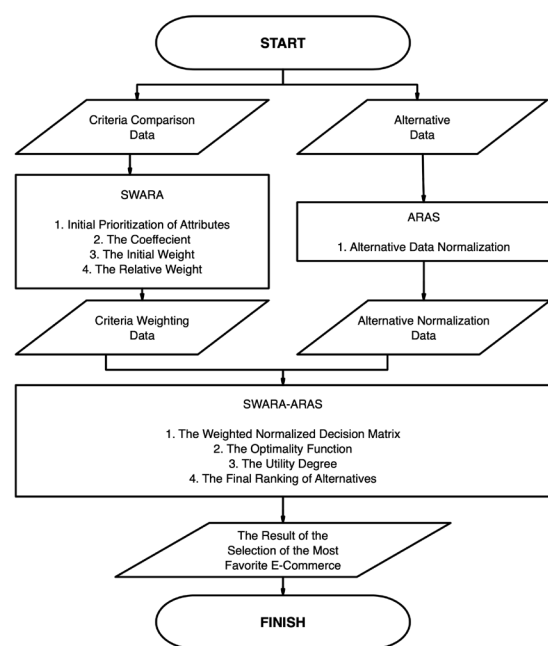 START
Criteria Comparison
Data
Alternative
Data
SWARA
1. Initial Prioritization of Attributes
2. The Coeffecient
3. The Initial Weight
4. The Relative Weight
ARAS
1. Alternative Data Normalization
Criteria Weighting
Data
Alternative Normalization
Data
SWARA-ARAS
1. The Weighted Normalized Decision Matrix
2. The Optimality Function
3. The Utility Degree
4. The Final Ranking of Alternatives
The Result of the
Selection of the Most
Favorite E-Commerce
FINISH